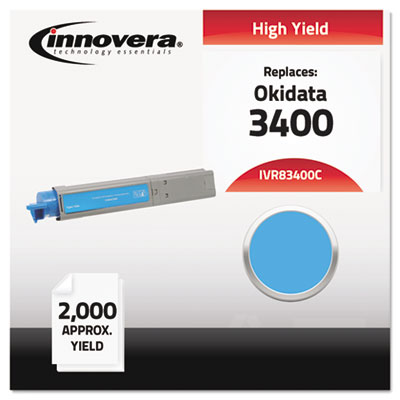 innovera®
technology essentials
High Yield
Replaces:
Okidata
3400
IVR83400C
2,000
APPROX.
YIELD